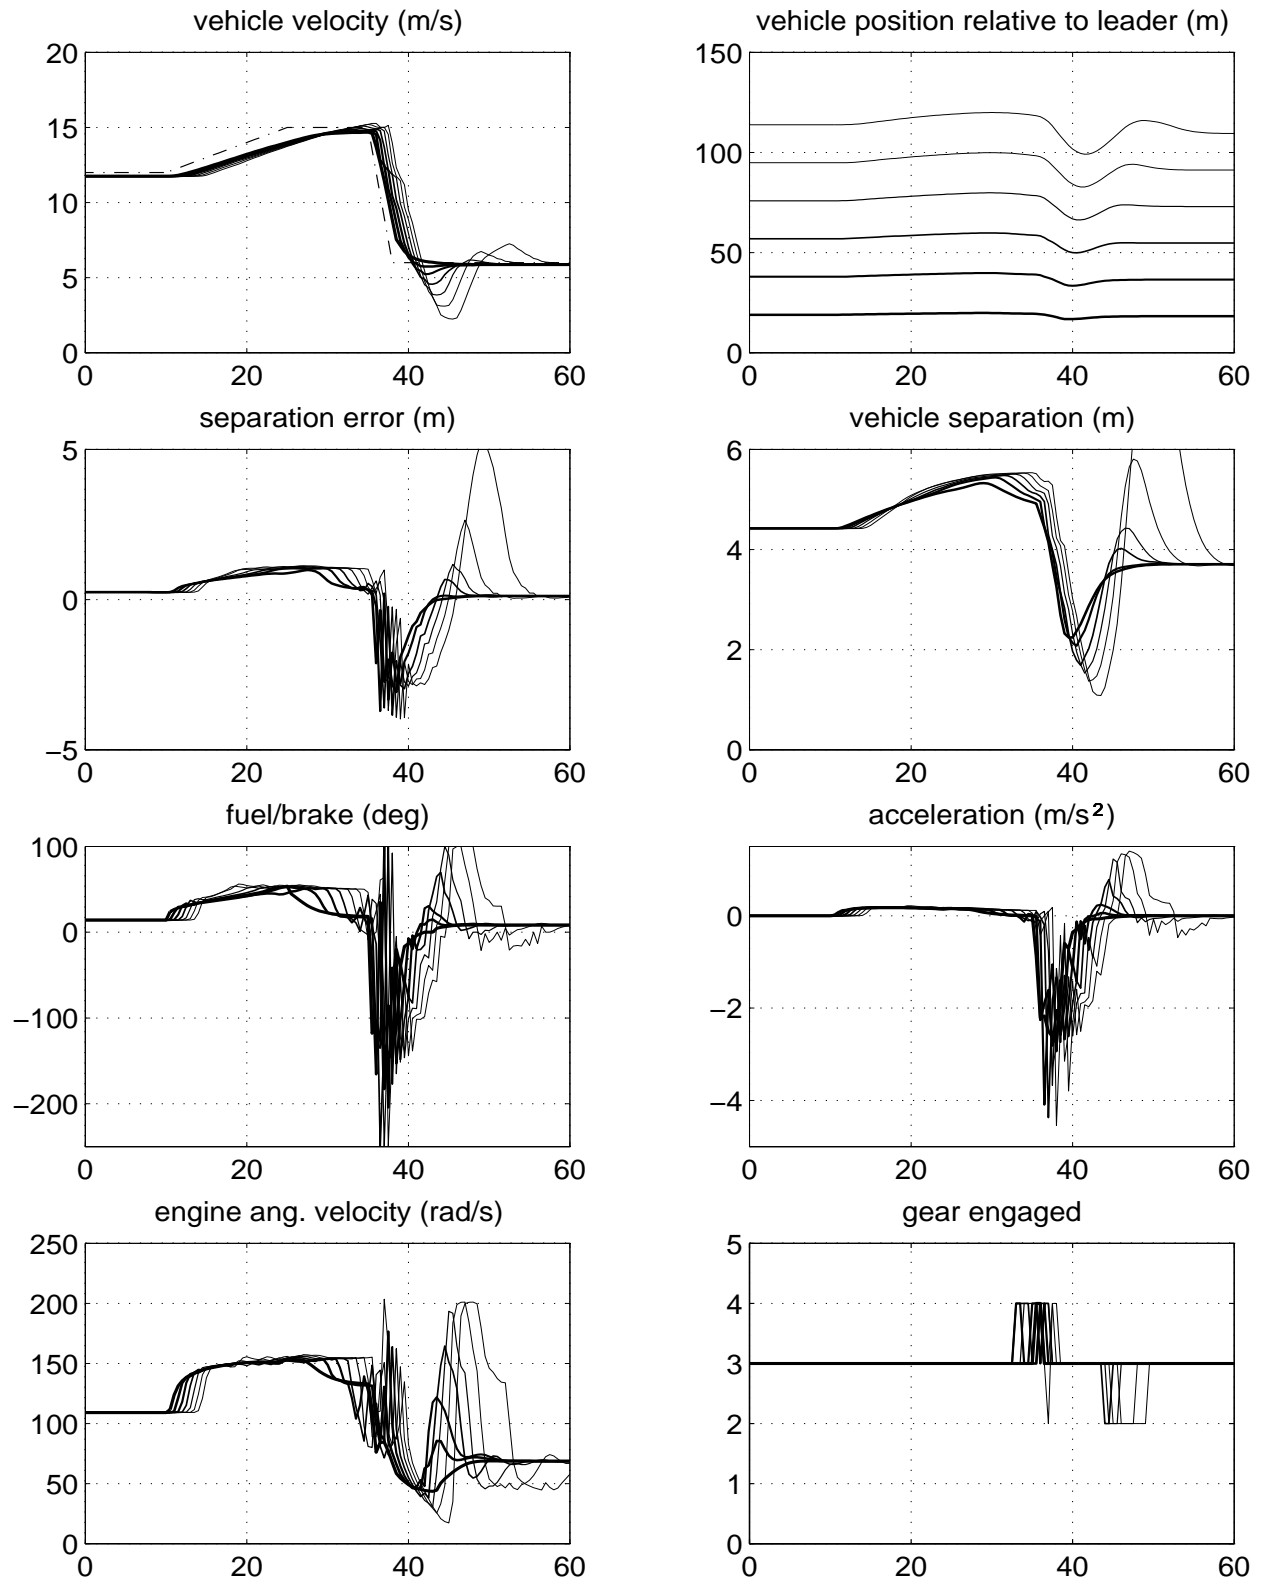 vehicle velocity (m/s)
20
15
10
5
0
0 20 40 60
vehicle position relative to leader (m)
150
100
50
0
0 20 40 60
separation error (m)
5
0
−5
0 20 40 60
vehicle separation (m)
6
4
2
0
0 20 40 60
fuel/brake (deg)
100
0
−100
−200
0 20 40 60
acceleration (m/s²)
0
−2
−4
0 20 40 60
engine ang. velocity (rad/s)
250
200
150
100
50
0
0 20 40 60
gear engaged
5
4
3
2
1
0
0 20 40 60